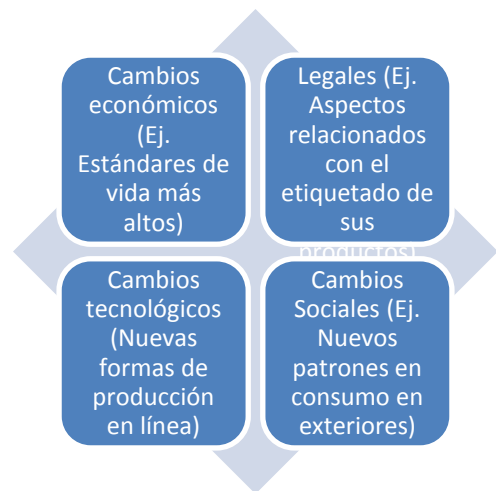 Cambios
económicos
(Ej.
Estándares de
vida más
altos)
Legales (Ej.
Aspectos
relacionados
con el
etiquetado de
sus
productos)
Cambios
tecnológicos
(Nuevas
formas de
producción
en línea)
Cambios
Sociales (Ej.
Nuevos
patrones en
consumo en
exteriores)